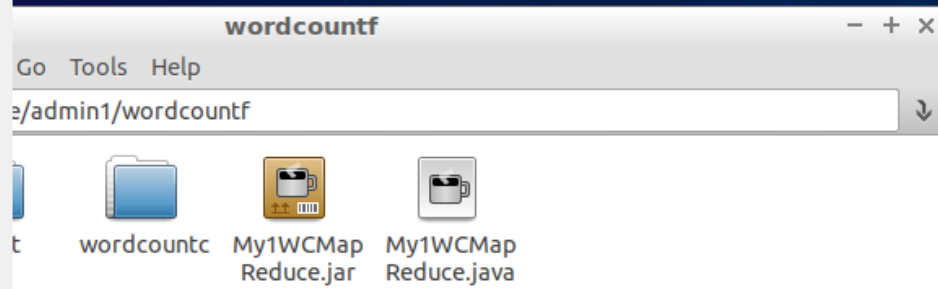 wordcountf
Go Tools Help
e/admin1/wordcountf
t wordcountc My1WCMap My1WCMap
Reduce.jar Reduce.java